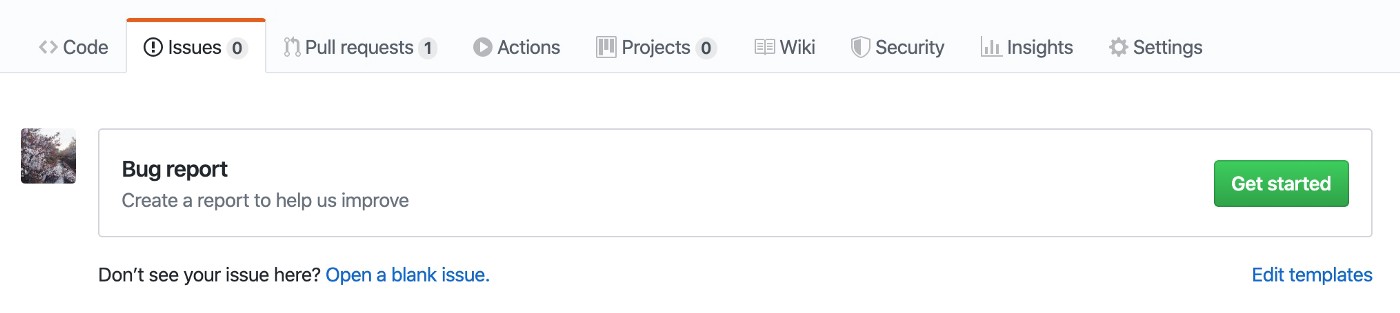 Code Issues 0 Pull requests 1 Actions Projects 0 Wiki Security Insights Settings
Bug report
Create a report to help us improve
Get started
Don’t see your issue here? Open a blank issue. Edit templates